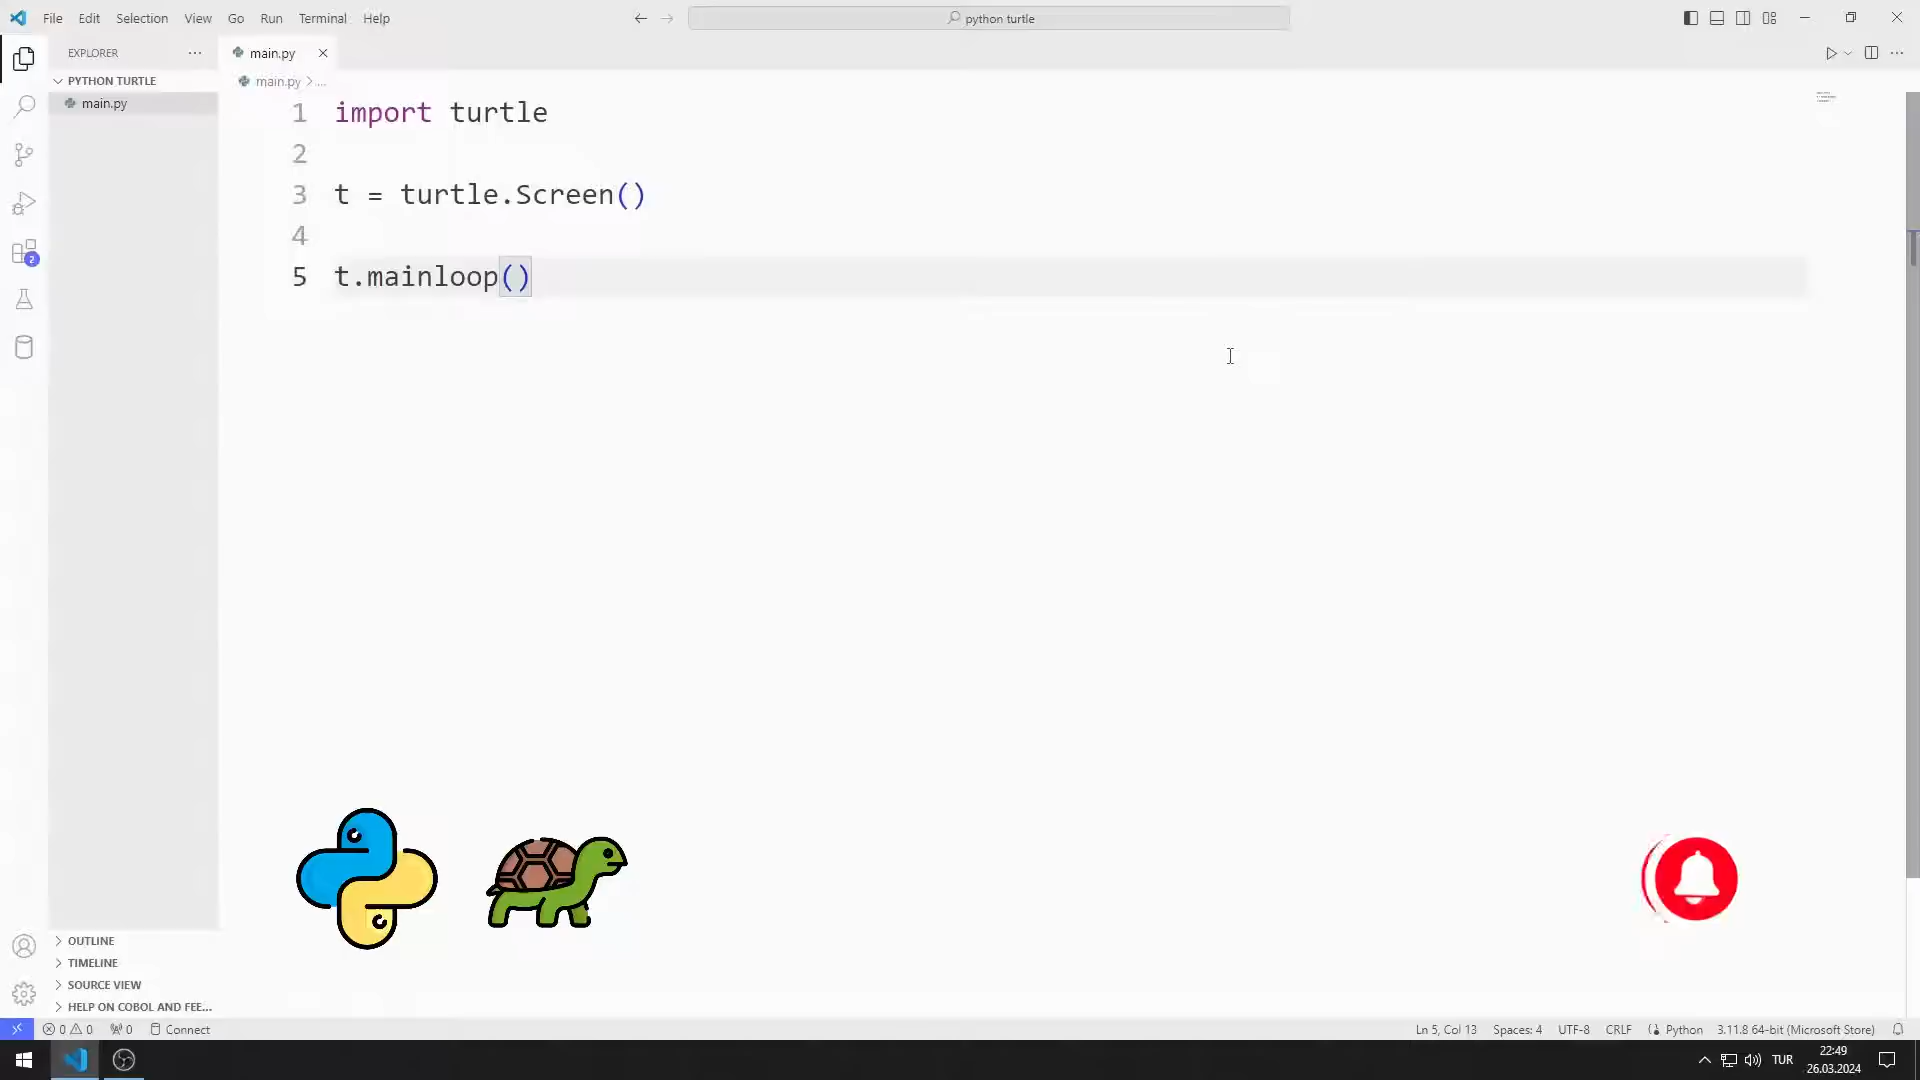 File Edit Selection View Go Run Terminal Help
python turtle
EXPLORER
main.py
PYTHON TURTLE
main.py > ...
main.py
1 import turtle
2
3 t = turtle.Screen()
4
5 t.mainloop()
2
OUTLINE
TIMELINE
SOURCE VIEW
HELP ON COBOL AND FEE...
0 0 0 Connect
Ln 5, Col 13 Spaces: 4 UTF-8 CRLF Python 3.11.8 64-bit (Microsoft Store)
TUR
22:49
26.03.2024